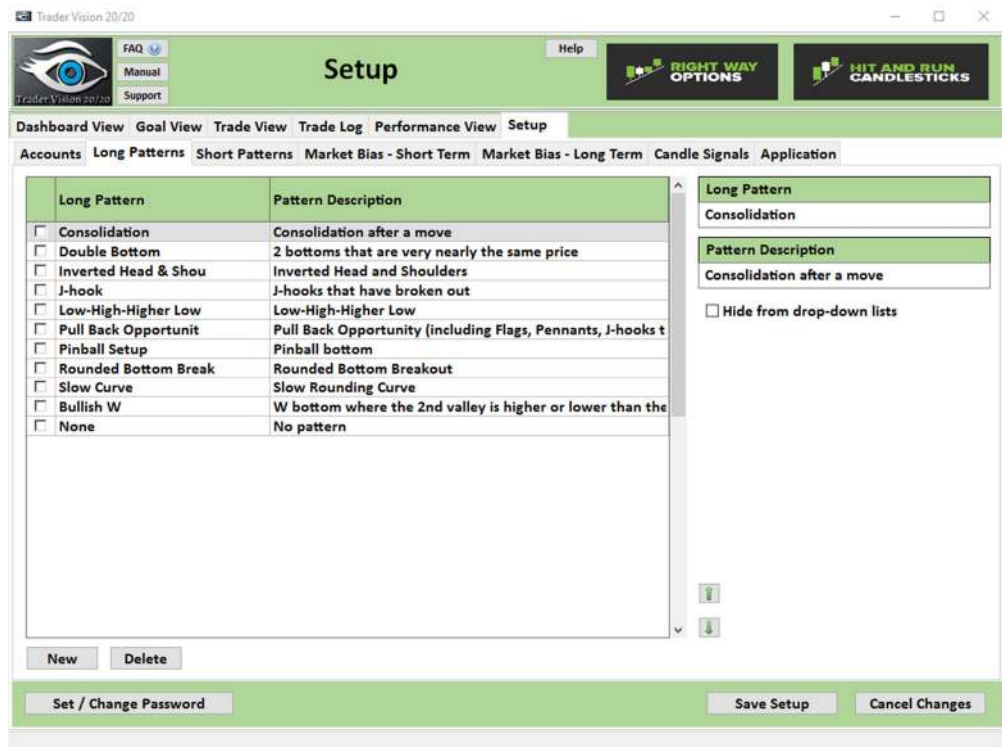 Trader Vision 20/20
FAQ
Manual
Support
Trader Vision 20/20
Setup
Help
RIGHT WAY
OPTIONS
HIT AND RUN
CANDLESTICKS
Dashboard View Goal View Trade View Trade Log Performance View Setup
Accounts Long Patterns Short Patterns Market Bias - Short Term Market Bias - Long Term Candle Signals Application
Long Pattern Pattern Description
Consolidation Consolidation after a move
Double Bottom 2 bottoms that are very nearly the same price
Inverted Head & Shou Inverted Head and Shoulders
J-hook J-hooks that have broken out
Low-High-Higher Low Low-High-Higher Low
Pull Back Opportunit Pull Back Opportunity (including Flags, Pennants, J-hooks t
Pinball Setup Pinball bottom
Rounded Bottom Break Rounded Bottom Breakout
Slow Curve Slow Rounding Curve
Bullish W W bottom where the 2nd valley is higher or lower than the
None No pattern
Long Pattern
Consolidation
Pattern Description
Consolidation after a move
Hide from drop-down lists
New Delete
Set / Change Password Save Setup Cancel Changes